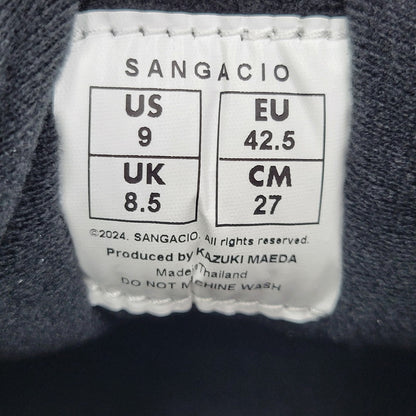 SANGACIO
US EU
9 42.5
UK CM
8.5 27
©2024. SANGACIO. All rights reserved.
Produced by KAZUKI MAEDA
Made Thailand
DO NOT MACHINE WASH